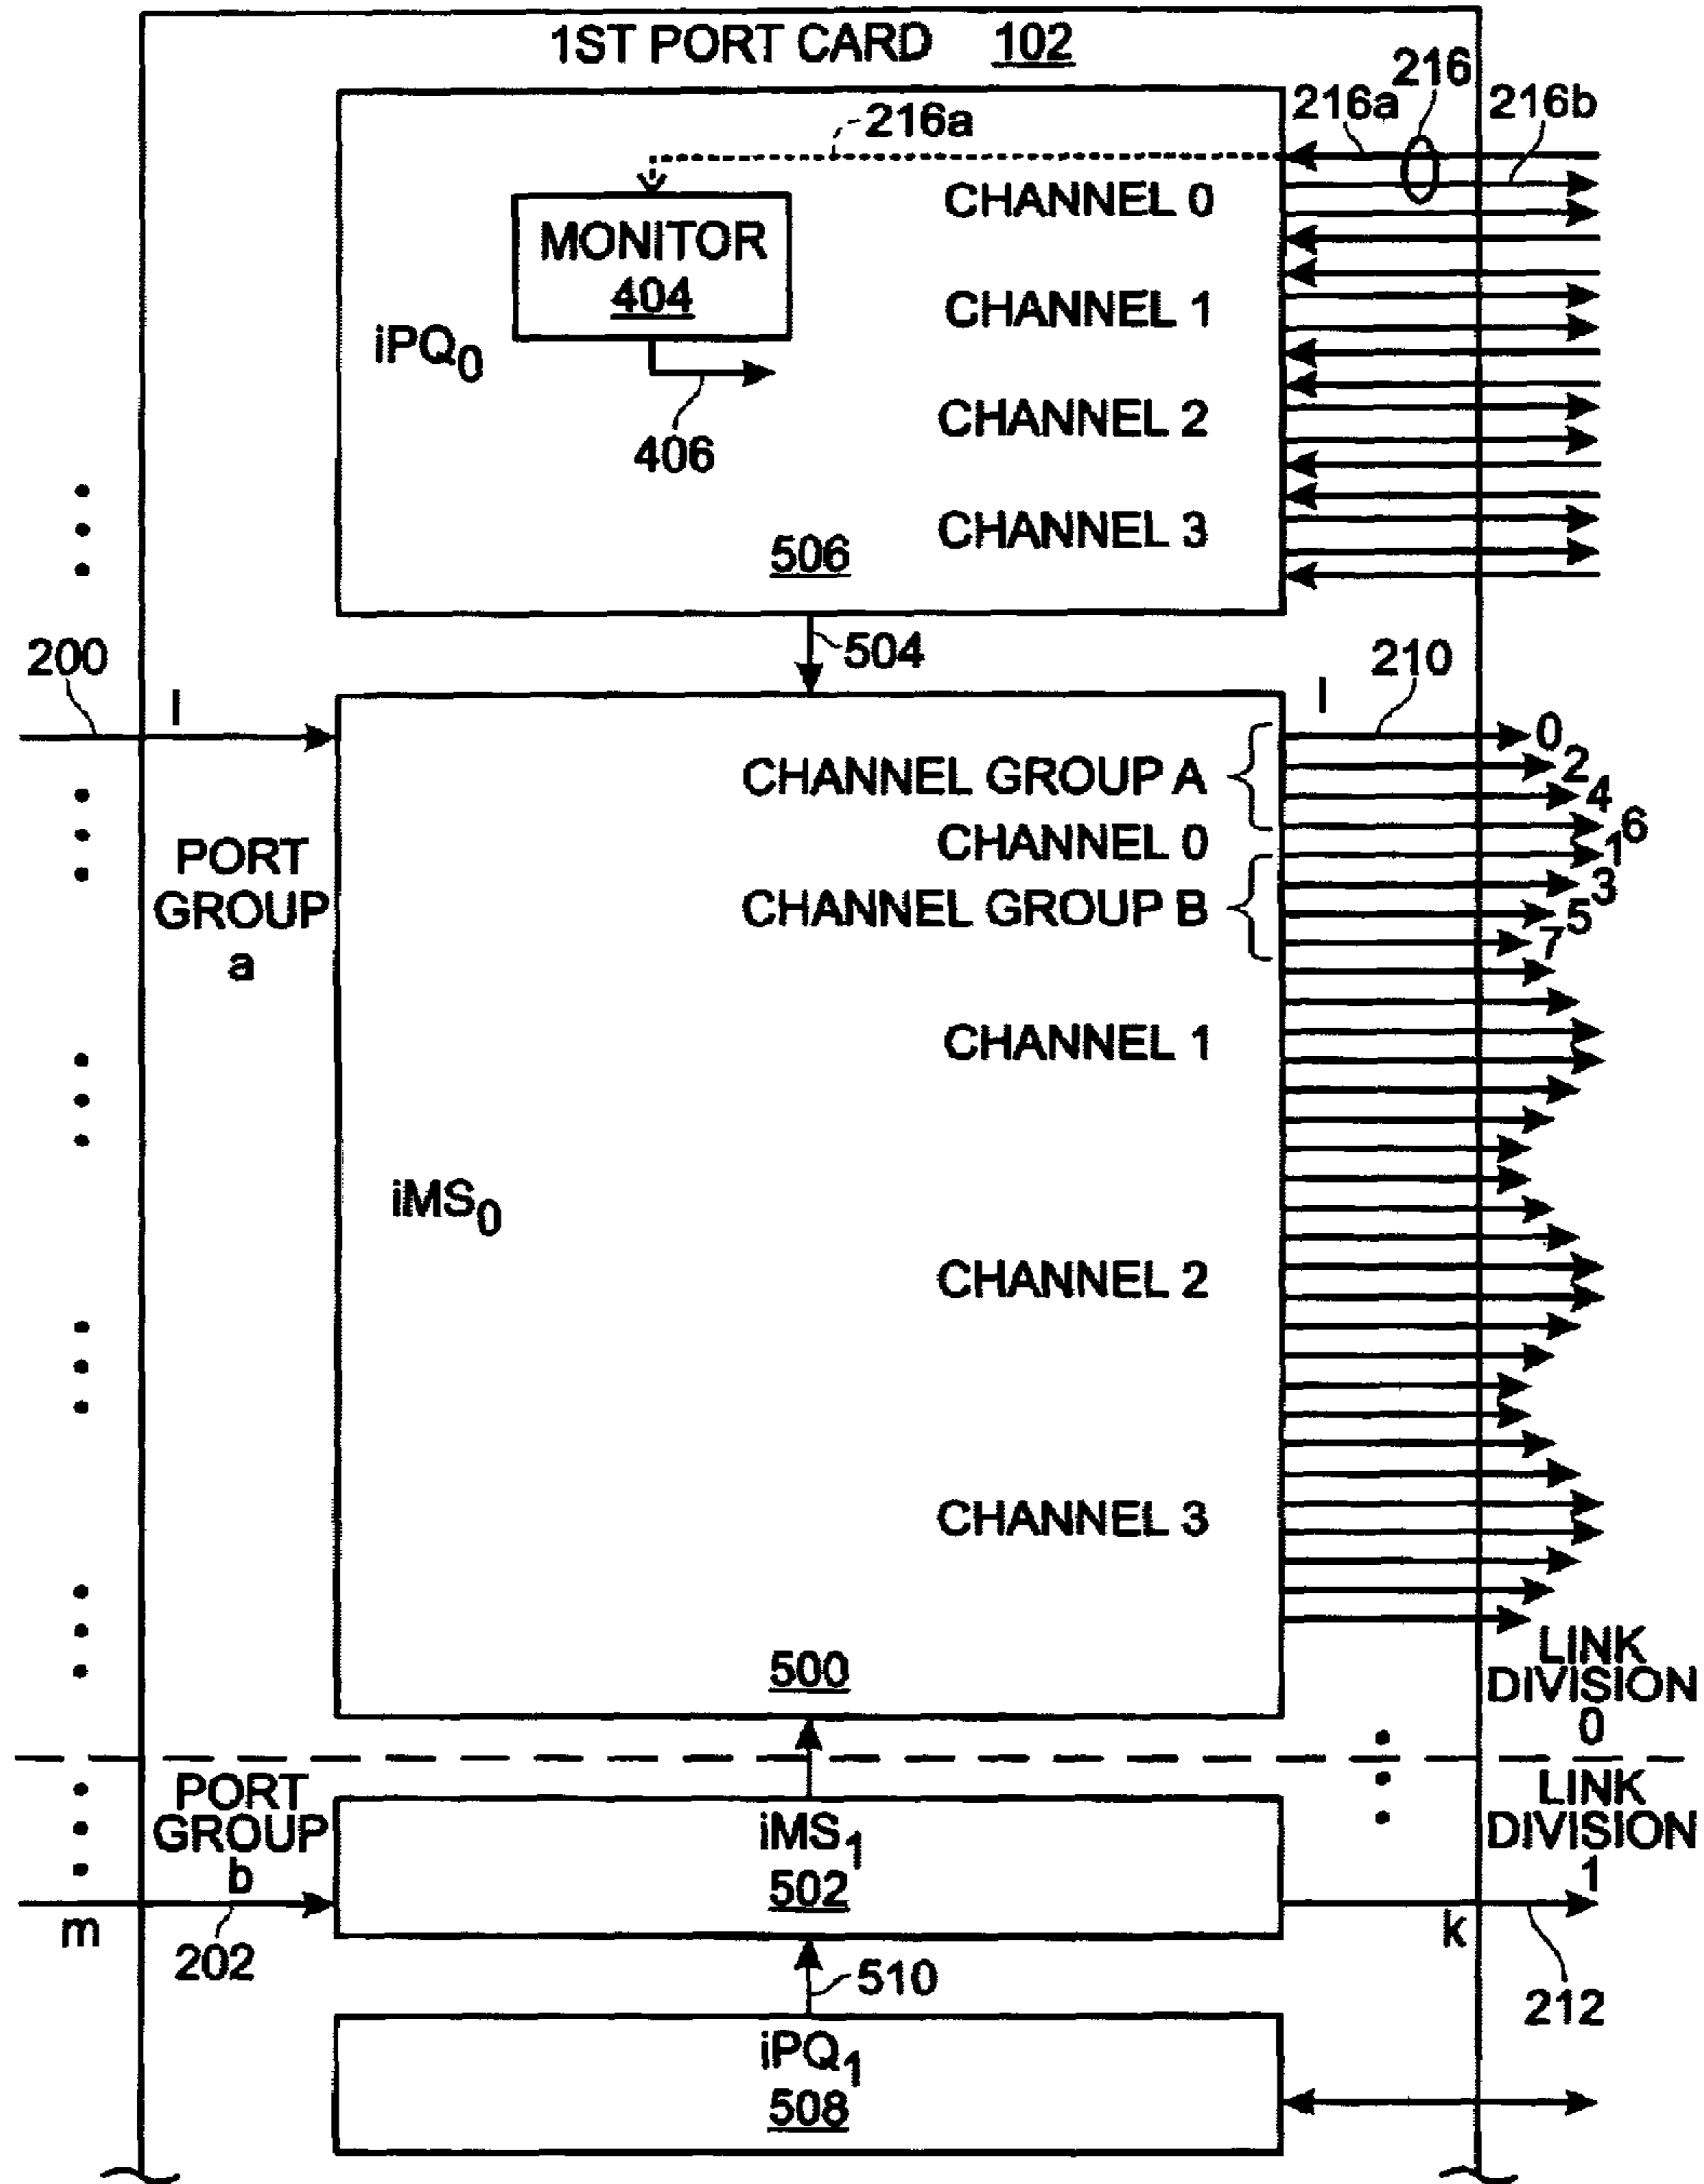 1ST PORT CARD 102
216
216a 216b
216a
CHANNEL 0
MONITOR
404
CHANNEL 1
iPQ0
406
CHANNEL 2
CHANNEL 3
506
504
200
210
l
l
0
CHANNEL GROUP A
2
4
6
CHANNEL 0
1
PORT
GROUP
a
3
CHANNEL GROUP B
5
7
CHANNEL 1
iMS0
CHANNEL 2
CHANNEL 3
500
LINK
DIVISION
0
PORT
GROUP
b
LINK
DIVISION
1
iMS1
502
m
202
k
212
510
iPQ1
508